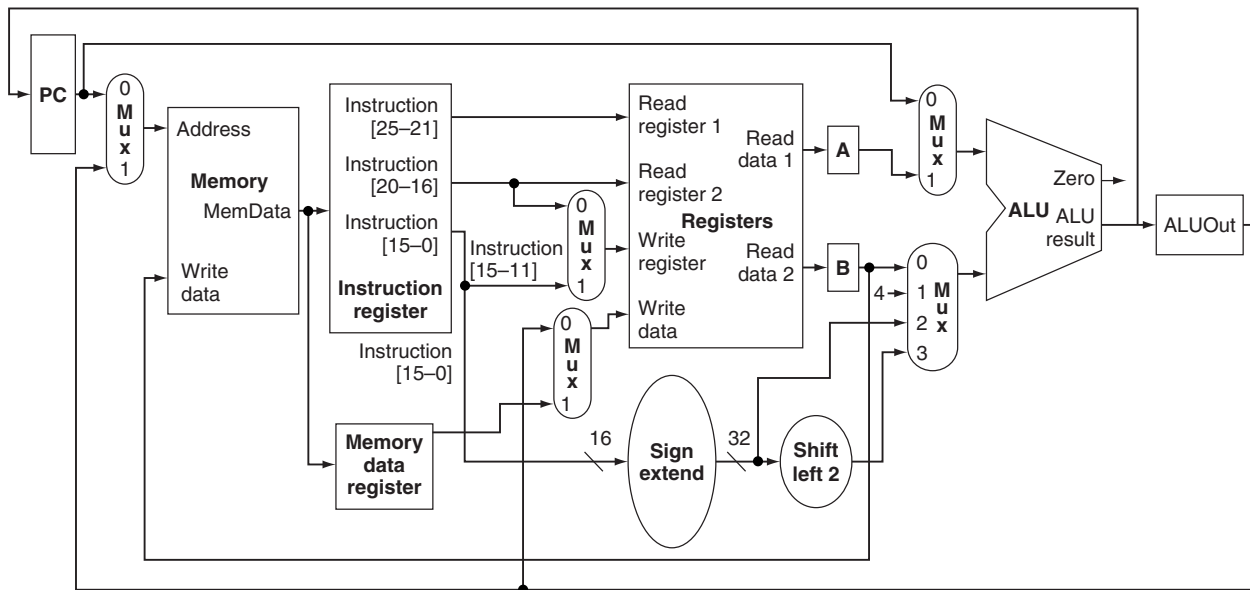 PC
0
M
u
x
1
Address
Memory
MemData
Write
data
Instruction
[25–21]
Instruction
[20–16]
Instruction
[15–0]
Instruction
register
Instruction
[15–11]
Instruction
[15–0]
Memory
data
register
0
M
u
x
1
0
M
u
x
1
Read
register 1
Read
register 2
Registers
Write
register
Write
data
Read
data 1
Read
data 2
16
Sign
extend
32
Shift
left 2
A
B
4
0
M
u
x
1
0
1
2
3
M
u
x
Zero
ALU
ALU
result
ALUOut